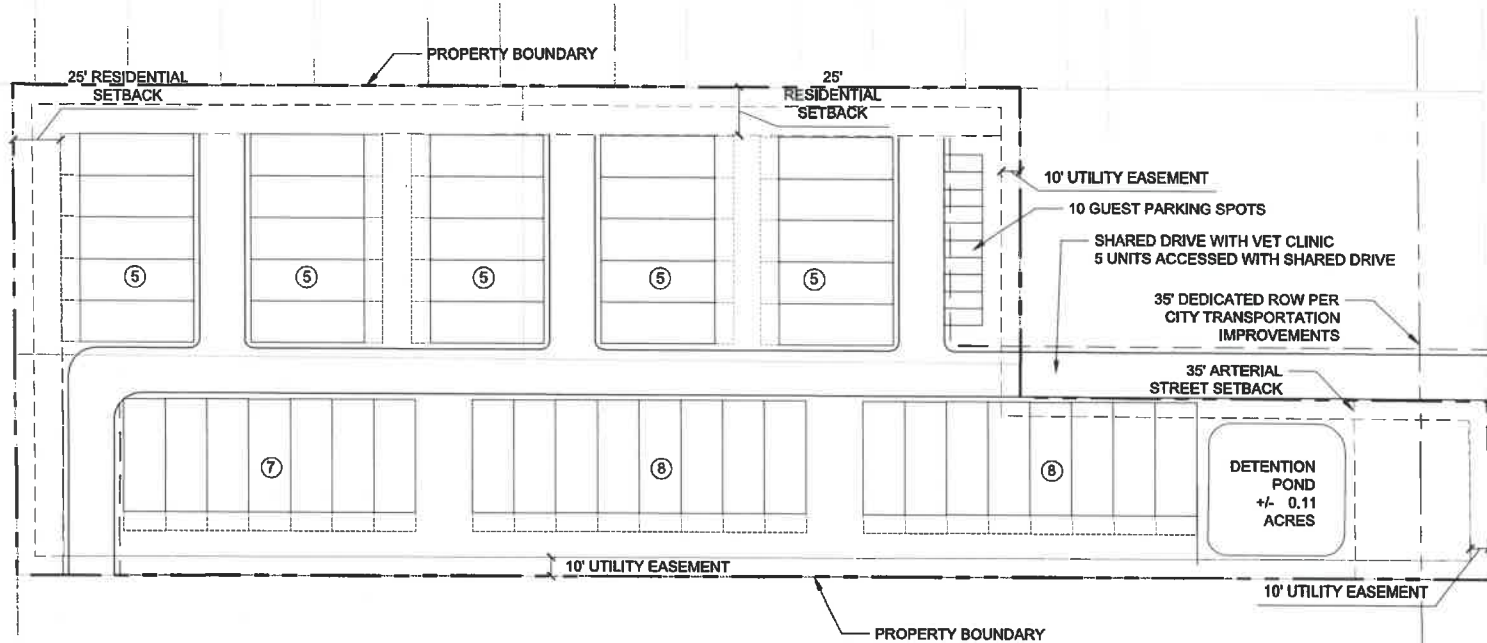 PROPERTY BOUNDARY
25' RESIDENTIAL
SETBACK
25'
RESIDENTIAL
SETBACK
10' UTILITY EASEMENT
10 GUEST PARKING SPOTS
SHARED DRIVE WITH VET CLINIC
5 UNITS ACCESSED WITH SHARED DRIVE
35' DEDICATED ROW PER
CITY TRANSPORTATION
IMPROVEMENTS
35' ARTERIAL
STREET SETBACK
5
5
5
5
5
7
8
8
DETENTION
POND
+/- 0.11
ACRES
10' UTILITY EASEMENT
10' UTILITY EASEMENT
PROPERTY BOUNDARY